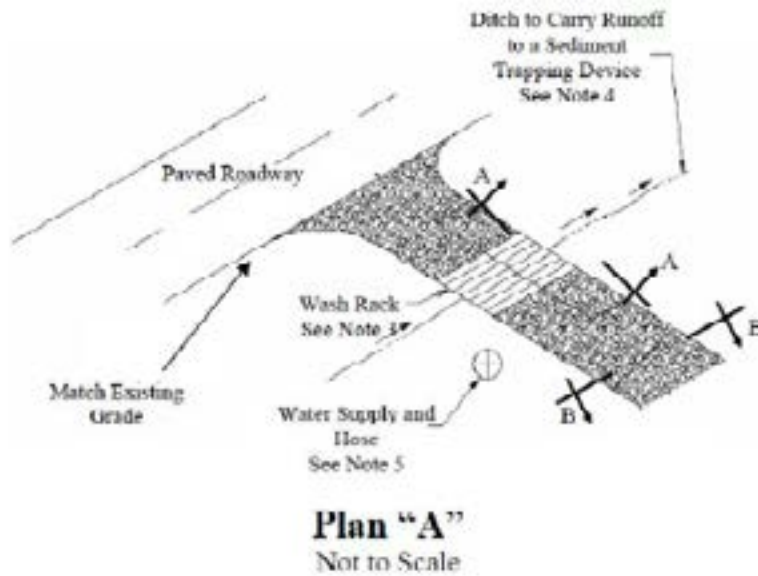 Ditch to Carry Runoff
to a Sediment
Trapping Device
See Note 4
Paved Roadway
A
A
Wash Rack
See Note 3
B
B
Match Existing
Grade
Water Supply and
Hose
See Note 5
Plan “A”
Not to Scale